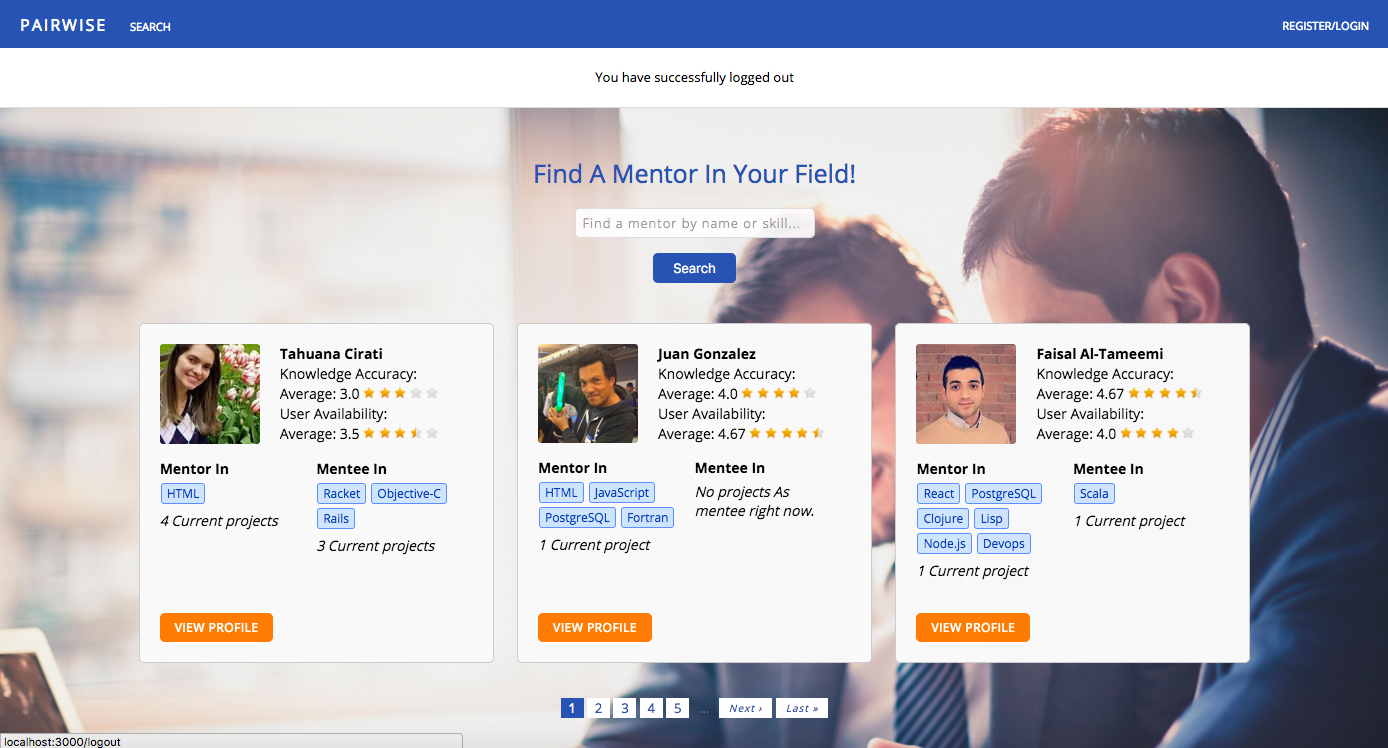 PAIRWISE SEARCH REGISTER/LOGIN
You have successfully logged out
Find A Mentor In Your Field!
Find a mentor by name or skill...
Search
Tahuana Cirati
Knowledge Accuracy:
Average: 3.0
User Availability:
Average: 3.5
Mentor In
HTML
4 Current projects
Mentee In
Racket Objective-C
Rails
3 Current projects
VIEW PROFILE
Juan Gonzalez
Knowledge Accuracy:
Average: 4.0
User Availability:
Average: 4.67
Mentor In
HTML JavaScript
PostgreSQL Fortran
1 Current project
Mentee In
No projects As
mentee right now.
VIEW PROFILE
Faisal Al-Tameemi
Knowledge Accuracy:
Average: 4.67
User Availability:
Average: 4.0
Mentor In
React PostgreSQL
Clojure Lisp
Node.js Devops
1 Current project
Mentee In
Scala
1 Current project
VIEW PROFILE
1 2 3 4 5 ... Next › Last »
localhost:3000/logout